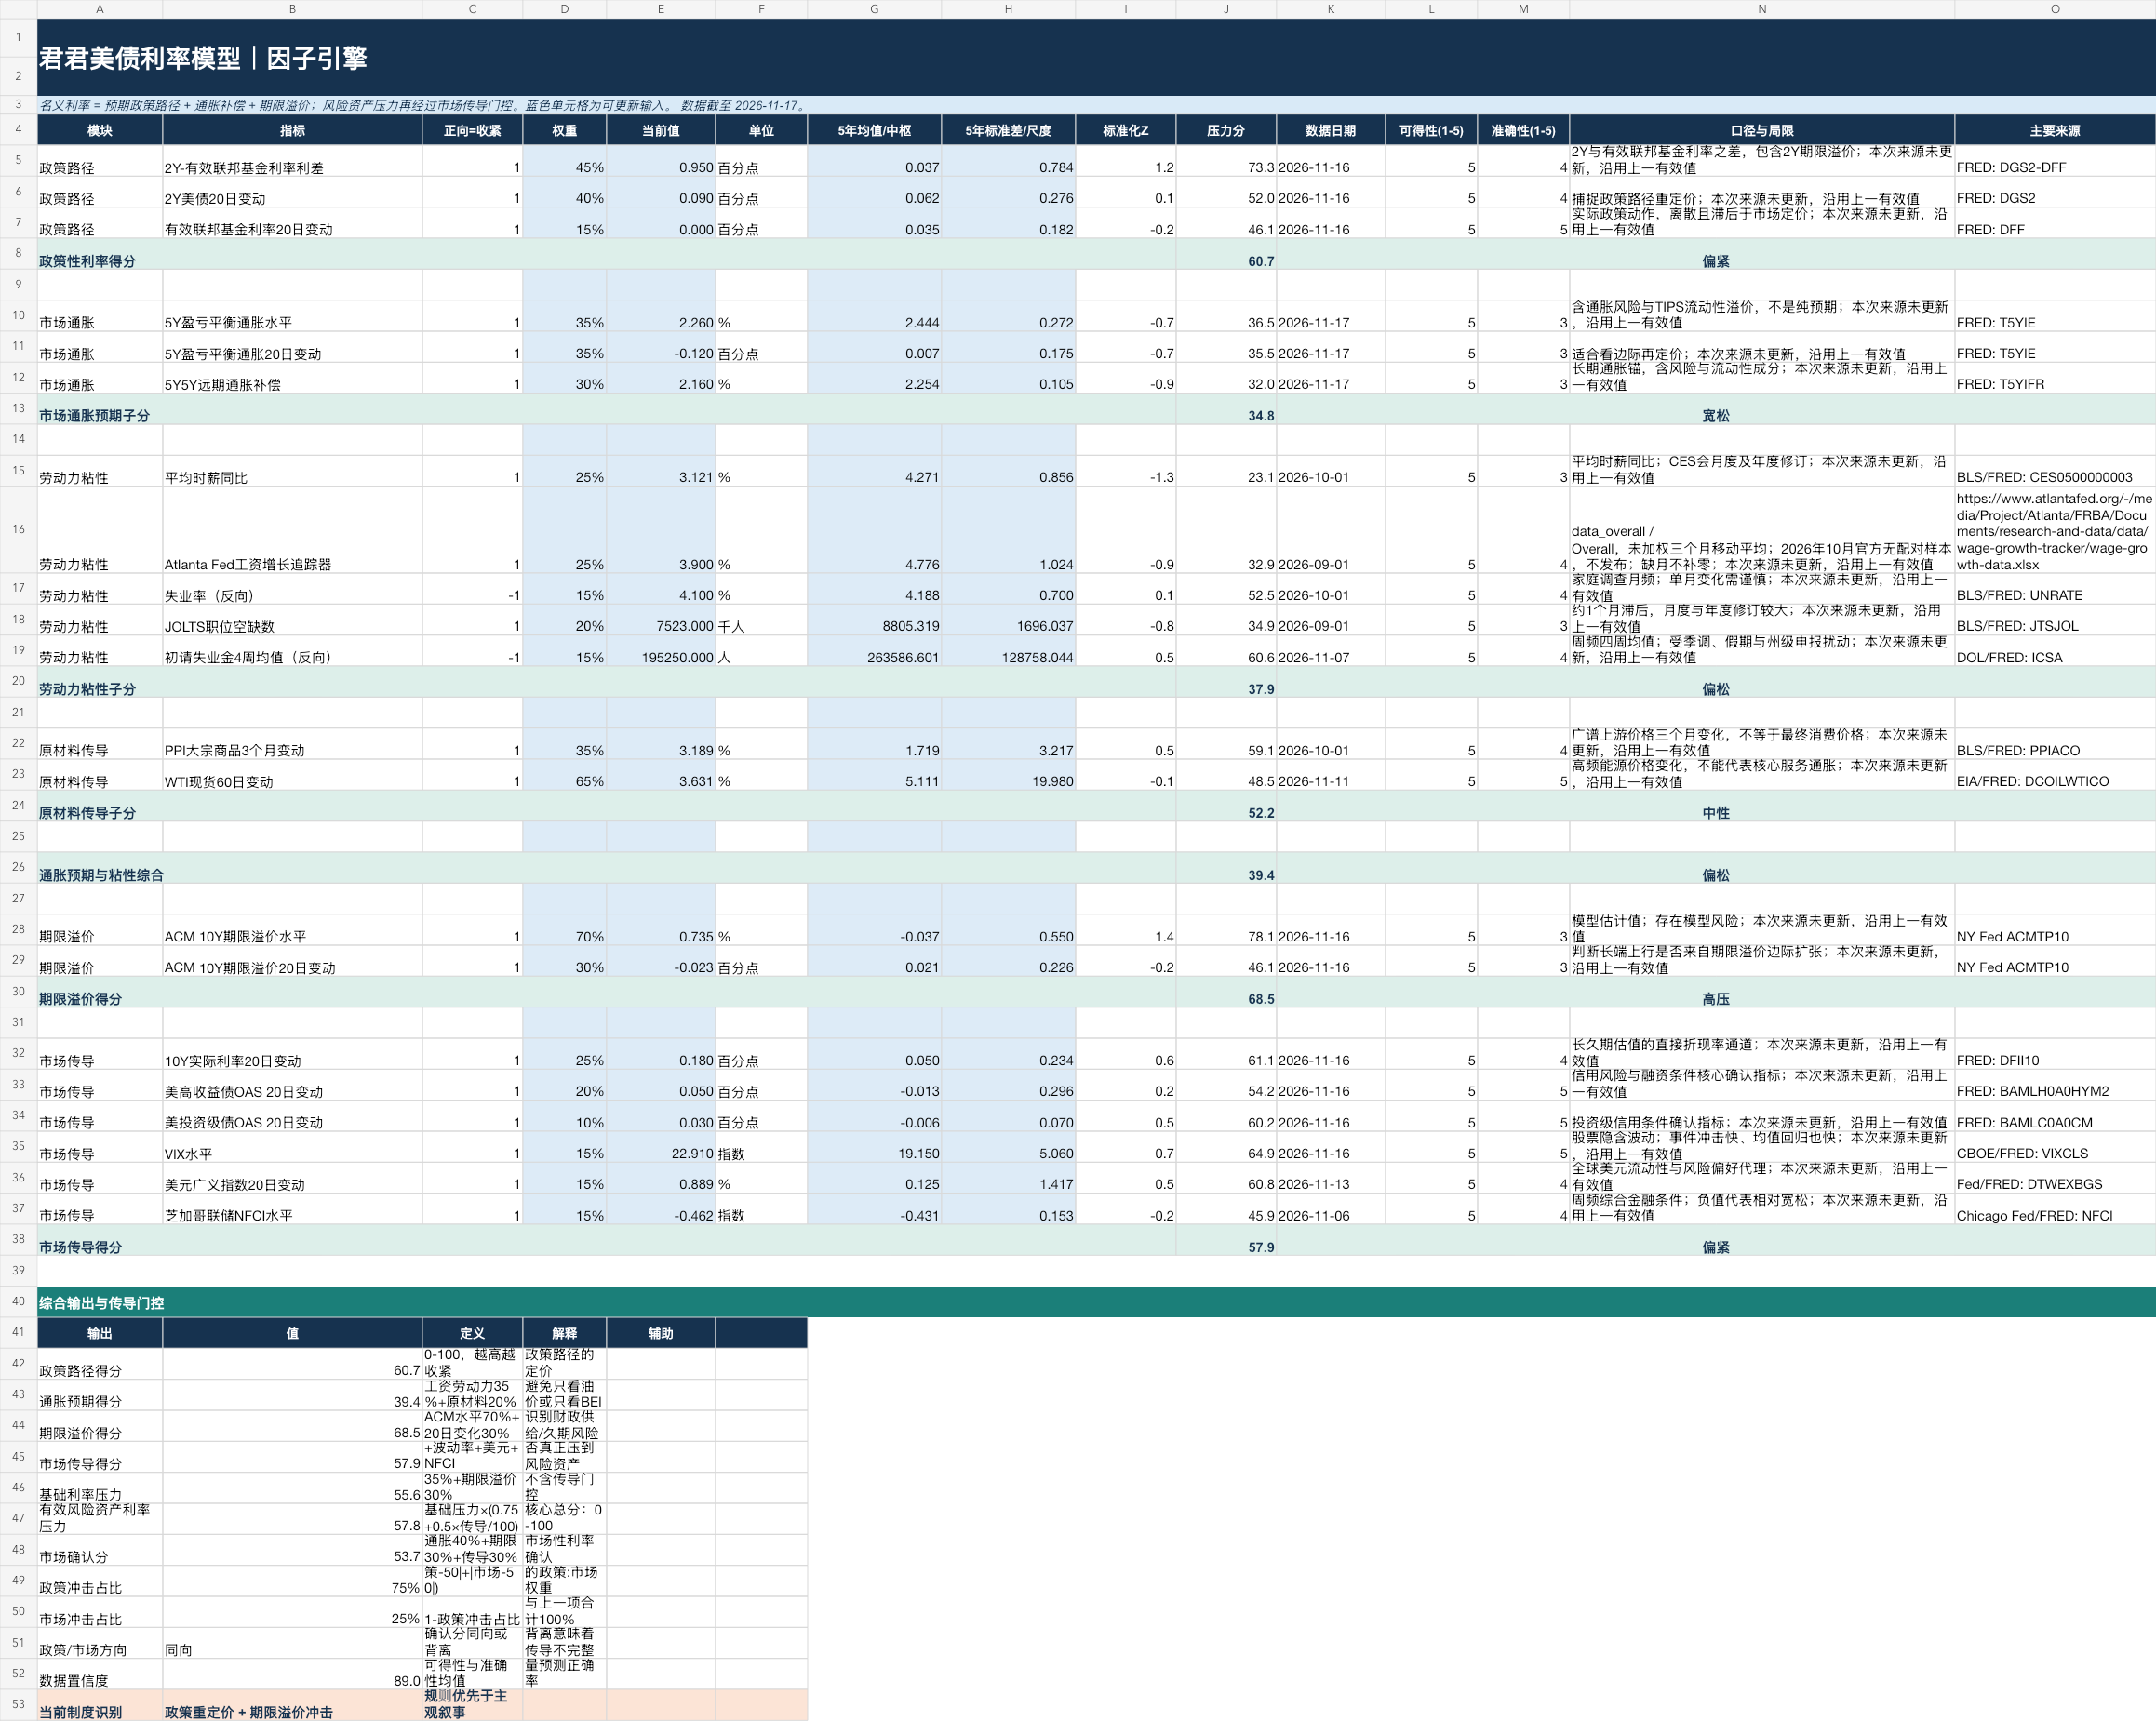 A B C D E F G H I J K L M N O
1
2
君君美债利率模型｜因子引擎
3 名义利率 = 预期政策路径 + 通胀补偿 + 期限溢价；风险资产压力再经过市场传导门控。蓝色单元格为可更新输入。 数据截至 2026-11-17。
4 模块 指标 正向=收紧 权重 当前值 单位 5年均值/中枢 5年标准差/尺度 标准化Z 压力分 数据日期 可得性(1-5) 准确性(1-5) 口径与局限 主要来源
5 政策路径 2Y-有效联邦基金利率利差 1 45% 0.950 百分点 0.037 0.784 1.2 73.3 2026-11-16 5 4 2Y与有效联邦基金利率之差，包含2Y期限溢价；本次来源未更
新，沿用上一有效值 FRED: DGS2-DFF
6 政策路径 2Y美债20日变动 1 40% 0.090 百分点 0.062 0.276 0.1 52.0 2026-11-16 5 4 捕捉政策路径重定价；本次来源未更新，沿用上一有效值 FRED: DGS2
7 政策路径 有效联邦基金利率20日变动 1 15% 0.000 百分点 0.035 0.182 -0.2 46.1 2026-11-16 5 5 实际政策动作，离散且滞后于市场定价；本次来源未更新，沿
用上一有效值 FRED: DFF
8 政策性利率得分 60.7 偏紧
9
10 市场通胀 5Y盈亏平衡通胀水平 1 35% 2.260 % 2.444 0.272 -0.7 36.5 2026-11-17 5 3 含通胀风险与TIPS流动性溢价，不是纯预期；本次来源未更新
，沿用上一有效值 FRED: T5YIE
11 市场通胀 5Y盈亏平衡通胀20日变动 1 35% -0.120 百分点 0.007 0.175 -0.7 35.5 2026-11-17 5 3 适合看边际再定价；本次来源未更新，沿用上一有效值 FRED: T5YIE
12 市场通胀 5Y5Y远期通胀补偿 1 30% 2.160 % 2.254 0.105 -0.9 32.0 2026-11-17 5 3 长期通胀锚，含风险与流动性成分；本次来源未更新，沿用上
一有效值 FRED: T5YIFR
13 市场通胀预期子分 34.8 宽松
14
15 劳动力粘性 平均时薪同比 1 25% 3.121 % 4.271 0.856 -1.3 23.1 2026-10-01 5 3 平均时薪同比；CES会月度及年度修订；本次来源未更新，沿
用上一有效值 BLS/FRED: CES0500000003
16 劳动力粘性 Atlanta Fed工资增长追踪器 1 25% 3.900 % 4.776 1.024 -0.9 32.9 2026-09-01 5 4 data_overall /
Overall，未加权三个月移动平均；2026年10月官方无配对样本
，不发布；缺月不补零；本次来源未更新，沿用上一有效值
https://www.atlantafed.org/-/me
dia/Project/Atlanta/FRBA/Docu
ments/research-and-data/data/
wage-growth-tracker/wage-gro
wth-data.xlsx
17 劳动力粘性 失业率（反向） -1 15% 4.100 % 4.188 0.700 0.1 52.5 2026-10-01 5 4 家庭调查月频；单月变化需谨慎；本次来源未更新，沿用上一
有效值 BLS/FRED: UNRATE
18 劳动力粘性 JOLTS职位空缺数 1 20% 7523.000 千人 8805.319 1696.037 -0.8 34.9 2026-09-01 5 3 约1个月滞后，月度与年度修订较大；本次来源未更新，沿用
上一有效值 BLS/FRED: JTSJOL
19 劳动力粘性 初请失业金4周均值（反向） -1 15% 195250.000 人 263586.601 128758.044 0.5 60.6 2026-11-07 5 4 周频四周均值；受季调、假期与州级申报扰动；本次来源未更
新，沿用上一有效值 DOL/FRED: ICSA
20 劳动力粘性子分 37.9 偏松
21
22 原材料传导 PPI大宗商品3个月变动 1 35% 3.189 % 1.719 3.217 0.5 59.1 2026-10-01 5 4 广谱上游价格三个月变化，不等于最终消费价格；本次来源未
更新，沿用上一有效值 BLS/FRED: PPIACO
23 原材料传导 WTI现货60日变动 1 65% 3.631 % 5.111 19.980 -0.1 48.5 2026-11-11 5 5 高频能源价格变化，不能代表核心服务通胀；本次来源未更新
，沿用上一有效值 EIA/FRED: DCOILWTICO
24 原材料传导子分 52.2 中性
25
26 通胀预期与粘性综合 39.4 偏松
27
28 期限溢价 ACM 10Y期限溢价水平 1 70% 0.735 % -0.037 0.550 1.4 78.1 2026-11-16 5 3 模型估计值；存在模型风险；本次来源未更新，沿用上一有效
值 NY Fed ACMTP10
29 期限溢价 ACM 10Y期限溢价20日变动 1 30% -0.023 百分点 0.021 0.226 -0.2 46.1 2026-11-16 5 3 判断长端上行是否来自期限溢价边际扩张；本次来源未更新，
沿用上一有效值 NY Fed ACMTP10
30 期限溢价得分 68.5 高压
31
32 市场传导 10Y实际利率20日变动 1 25% 0.180 百分点 0.050 0.234 0.6 61.1 2026-11-16 5 4 长久期估值的直接折现率通道；本次来源未更新，沿用上一有
效值 FRED: DFII10
33 市场传导 美高收益债OAS 20日变动 1 20% 0.050 百分点 -0.013 0.296 0.2 54.2 2026-11-16 5 5 信用风险与融资条件核心确认指标；本次来源未更新，沿用上
一有效值 FRED: BAMLH0A0HYM2
34 市场传导 美投资级债OAS 20日变动 1 10% 0.030 百分点 -0.006 0.070 0.5 60.2 2026-11-16 5 5 投资级信用条件确认指标；本次来源未更新，沿用上一有效值 FRED: BAMLC0A0CM
35 市场传导 VIX水平 1 15% 22.910 指数 19.150 5.060 0.7 64.9 2026-11-16 5 5 股票隐含波动；事件冲击快、均值回归也快；本次来源未更新
，沿用上一有效值 CBOE/FRED: VIXCLS
36 市场传导 美元广义指数20日变动 1 15% 0.889 % 0.125 1.417 0.5 60.8 2026-11-13 5 4 全球美元流动性与风险偏好代理；本次来源未更新，沿用上一
有效值 Fed/FRED: DTWEXBGS
37 市场传导 芝加哥联储NFCI水平 1 15% -0.462 指数 -0.431 0.153 -0.2 45.9 2026-11-06 5 4 周频综合金融条件；负值代表相对宽松；本次来源未更新，沿
用上一有效值 Chicago Fed/FRED: NFCI
38 市场传导得分 57.9 偏紧
39
40 综合输出与传导门控
41 输出 值 定义 解释 辅助
42 政策路径得分 60.7 0-100，越高越
收紧 政策路径的
定价
43 通胀预期得分 39.4 工资劳动力35
%+原材料20% 避免只看油
价或只看BEI
44 期限溢价得分 68.5 ACM水平70%+
20日变化30% 识别财政供
给/久期风险
45 市场传导得分 57.9 +波动率+美元+
NFCI 否真正压到
风险资产
46 基础利率压力 55.6 35%+期限溢价
30% 不含传导门
控
47 有效风险资产利率
压力 57.8 基础压力×(0.75
+0.5×传导/100) 核心总分：0
-100
48 市场确认分 53.7 通胀40%+期限
30%+传导30% 市场性利率
确认
49 政策冲击占比 75% 策-50|+|市场-5
0|) 的政策:市场
权重
50 市场冲击占比 25% 1-政策冲击占比 与上一项合
计100%
51 政策/市场方向 同向 确认分同向或
背离 背离意味着
传导不完整
52 数据置信度 89.0 可得性与准确
性均值 量预测正确
率
53 当前制度识别 政策重定价 + 期限溢价冲击 规则优先于主
观叙事